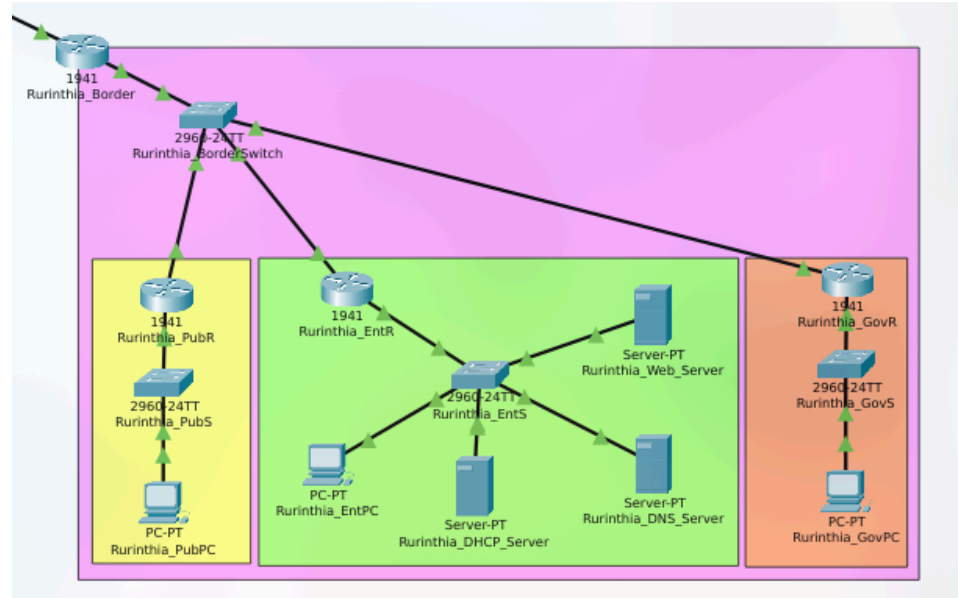 1941
Rurinthia_Border
2960-24TT
Rurinthia_BorderSwitch
1941
Rurinthia_PubR
2960-24TT
Rurinthia_PubS
PC-PT
Rurinthia_PubPC
1941
Rurinthia_EntR
Server-PT
Rurinthia_Web_Server
2960-24TT
Rurinthia_EntS
PC-PT
Rurinthia_EntPC
Server-PT
Rurinthia_DHCP_Server
Server-PT
Rurinthia_DNS_Server
1941
Rurinthia_GovR
2960-24TT
Rurinthia_GovS
PC-PT
Rurinthia_GovPC